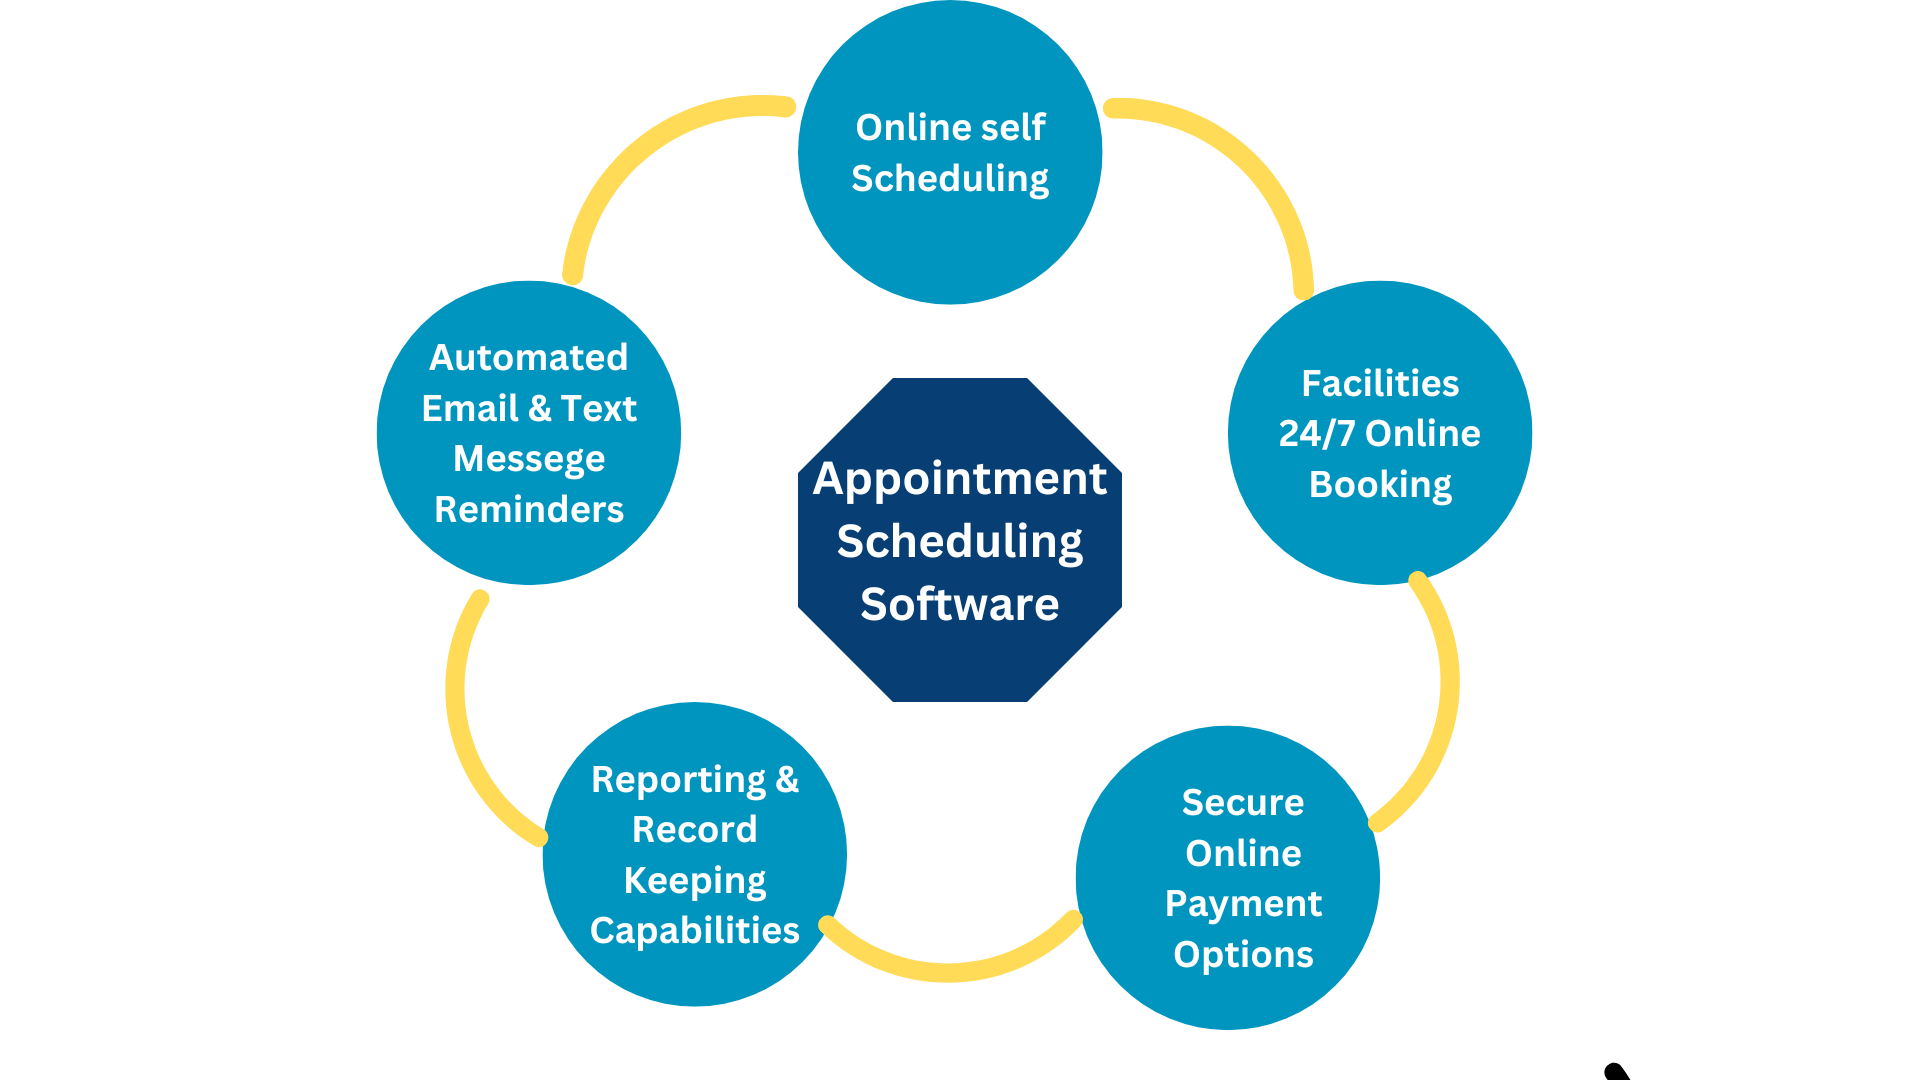 Online self
Scheduling
Facilities
24/7 Online
Booking
Secure
Online
Payment
Options
Reporting &
Record
Keeping
Capabilities
Automated
Email & Text
Messege
Reminders
Appointment
Scheduling
Software